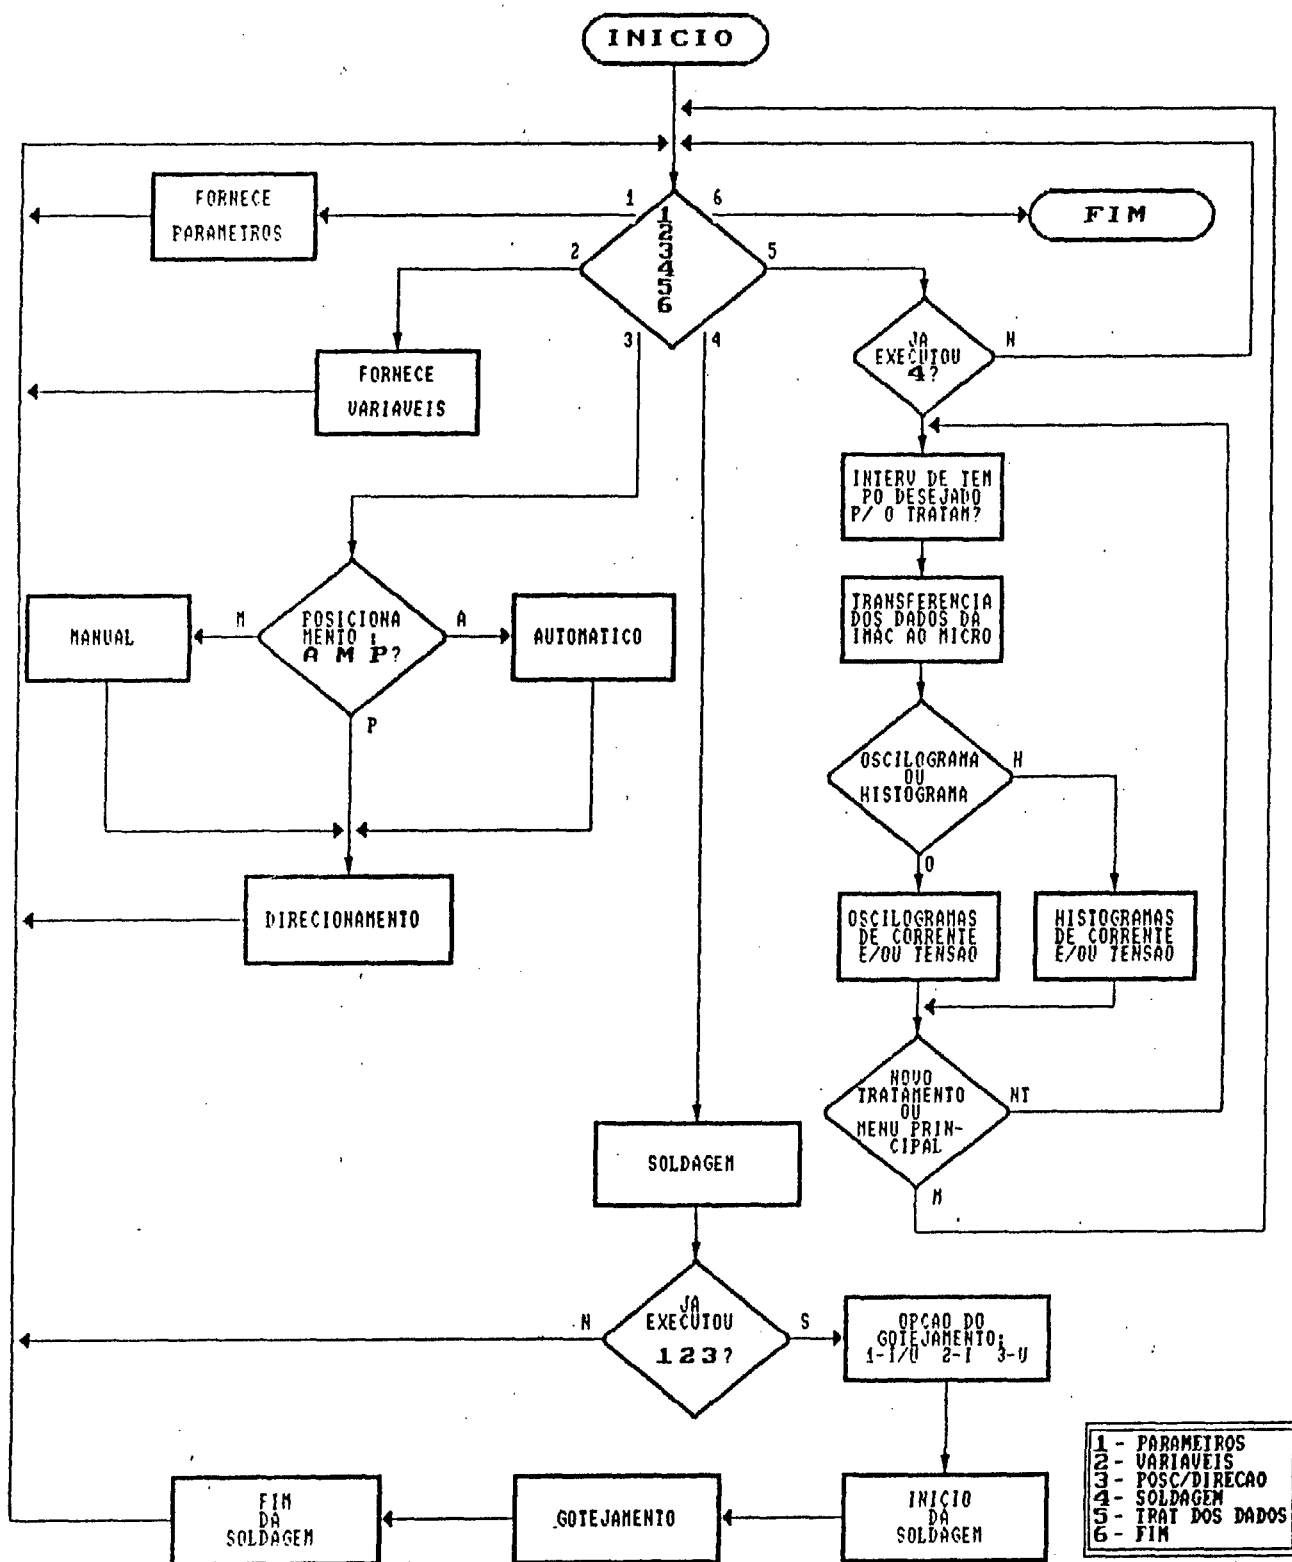 INICIO
FORNECE
PARAMETROS
1
1
2
3
4
5
6
6
FIM
2
5
FORNECE
VARIAVEIS
3
4
JA
EXECUTOU
4?
N
INTERV DE TEM
PO DESEJADO
P/ O TRATAM?
TRANSFERENCIA
DOS DADOS DA
IMAC AO MICRO
MANUAL
M
POSICIONA
MENTO :
A M P?
A
AUTOMATICO
P
DIRECIONAMENTO
OSCILOGRAMA
OU
HISTOGRAMA
H
O
OSCILOGRAMAS
DE CORRENTE
E/OU TENSAO
HISTOGRAMAS
DE CORRENTE
E/OU TENSAO
NOVO
TRATAMENTO
OU
MENU PRIN-
CIPAL
NT
M
SOLDAGEM
N
JA
EXECUTOU
123?
S
OPÇAO DO
GOTEJAMENTO:
1-I/U 2-I 3-U
FIM
DA
SOLDAGEM
GOTEJAMENTO
INICIO
DA
SOLDAGEM
1 - PARAMETROS
2 - VARIAVEIS
3 - POSC/DIRECAO
4 - SOLDAGEM
5 - TRAT DOS DADOS
6 - FIM